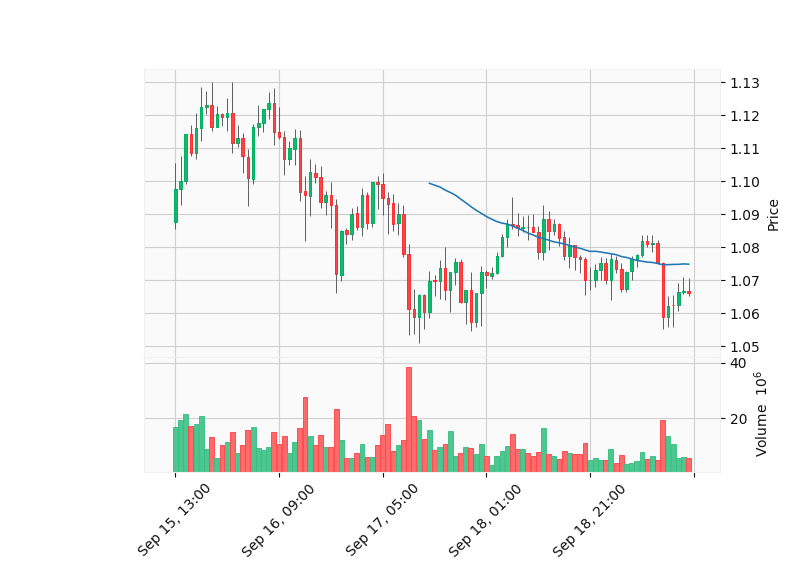 1.13
1.12
1.11
1.10
1.09
1.08
1.07
1.06
1.05
Price
40
20
Volume 10^6
Sep 15, 13:00
Sep 16, 09:00
Sep 17, 05:00
Sep 18, 01:00
Sep 18, 21:00